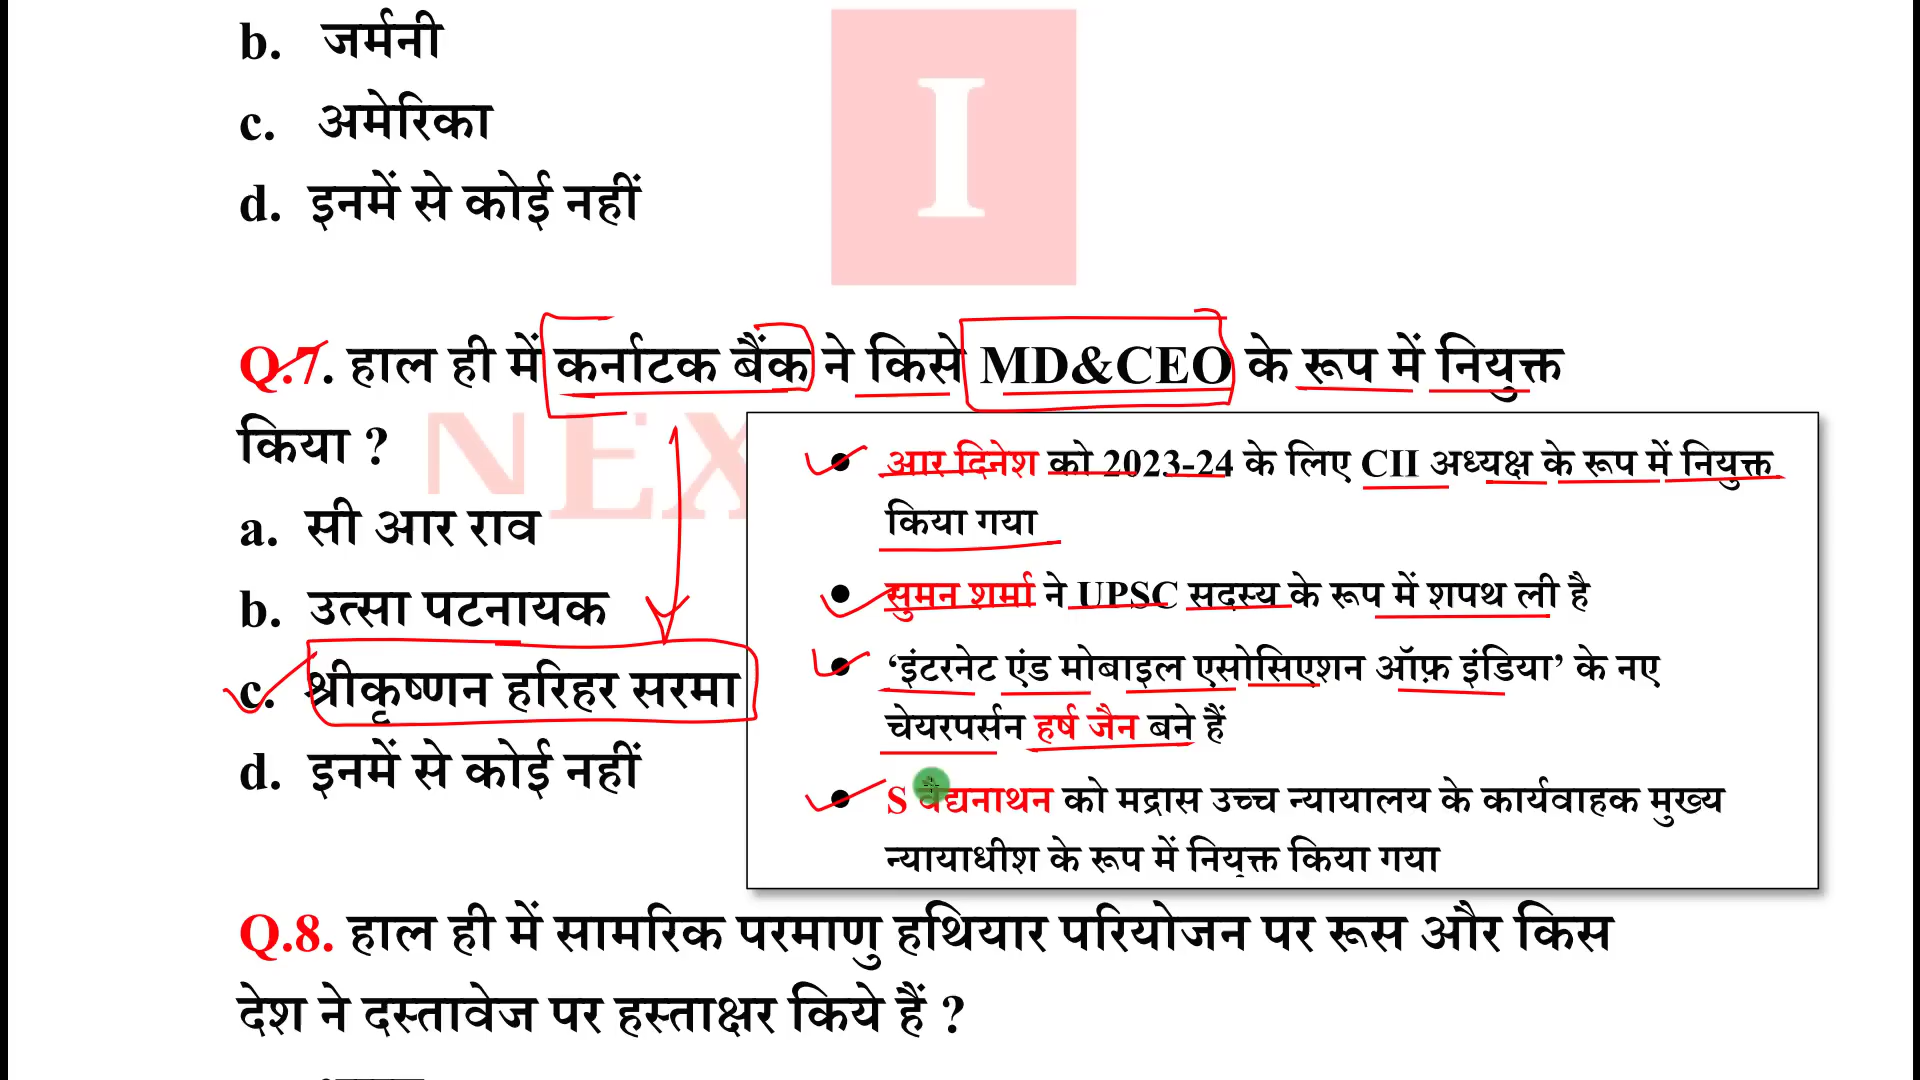 b. जर्मनी
c. अमेरिका
d. इनमें से कोई नहीं
I
Q.7. हाल ही में कर्नाटक बैंक ने किसे MD&CEO के रूप में नियुक्त
किया ?
NEX
a. सी आर राव
b. उत्सा पटनायक
c. श्रीकृष्णन हरिहर सरमा
d. इनमें से कोई नहीं
● आर दिनेश को 2023-24 के लिए CII अध्यक्ष के रूप में नियुक्त
किया गया
● सुमन शर्मा ने UPSC सदस्य के रूप में शपथ ली है
● ‘इंटरनेट एंड मोबाइल एसोसिएशन ऑफ़ इंडिया’ के नए
चेयरपर्सन हर्ष जैन बने हैं
● S वैद्यनाथन को मद्रास उच्च न्यायालय के कार्यवाहक मुख्य
न्यायाधीश के रूप में नियुक्त किया गया
Q.8. हाल ही में सामरिक परमाणु हथियार परियोजन पर रूस और किस
देश ने दस्तावेज पर हस्ताक्षर किये हैं ?